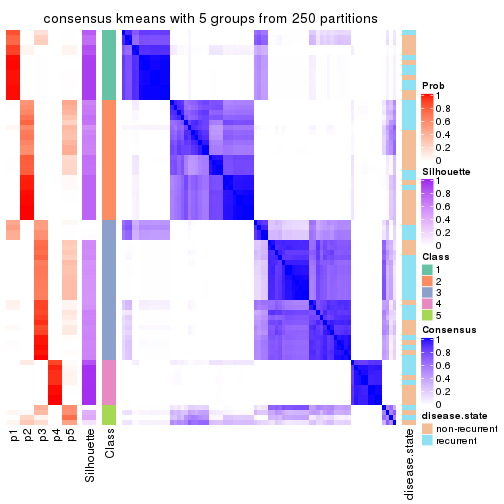 consensus kmeans with 5 groups from 250 partitions
Prob
1
0.8
0.6
0.4
0.2
0
Silhouette
1
0.8
0.6
0.4
0.2
0
Class
1
2
3
4
5
Consensus
1
0.8
0.6
0.4
0.2
0
disease.state
non-recurrent
recurrent
p1
p2
p3
p4
p5
Silhouette
Class
disease.state